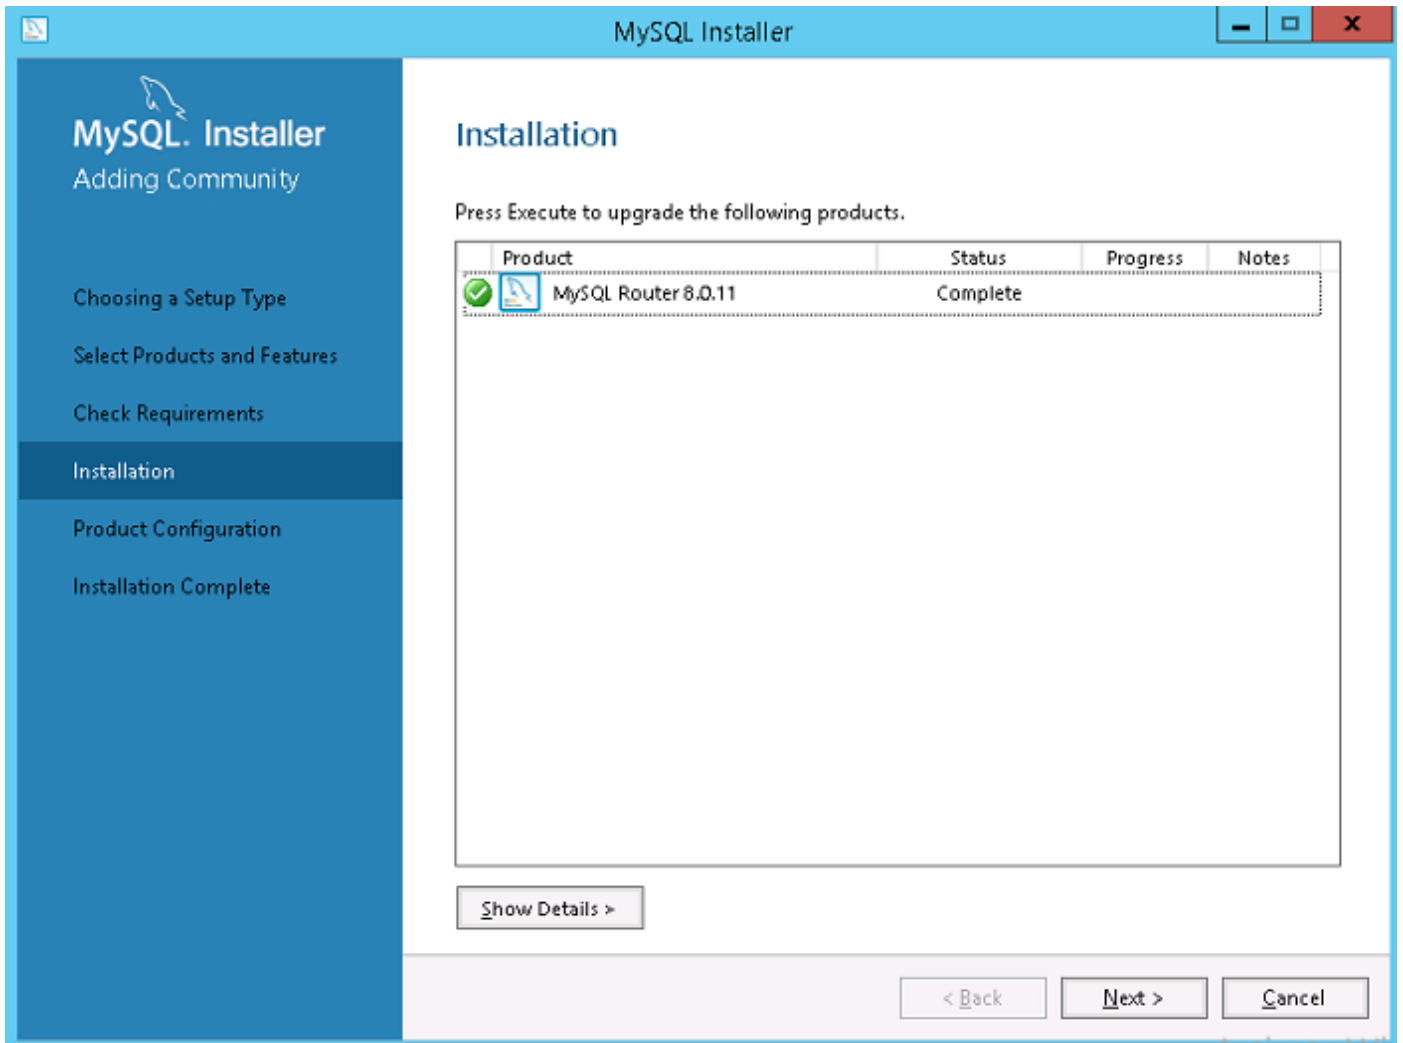 MySQL Installer
MySQL. Installer
Adding Community
Choosing a Setup Type
Select Products and Features
Check Requirements
Installation
Product Configuration
Installation Complete
Installation
Press Execute to upgrade the following products.
Product Status Progress Notes
MySQL Router 8.0.11 Complete
Show Details >
< Back Next > Cancel